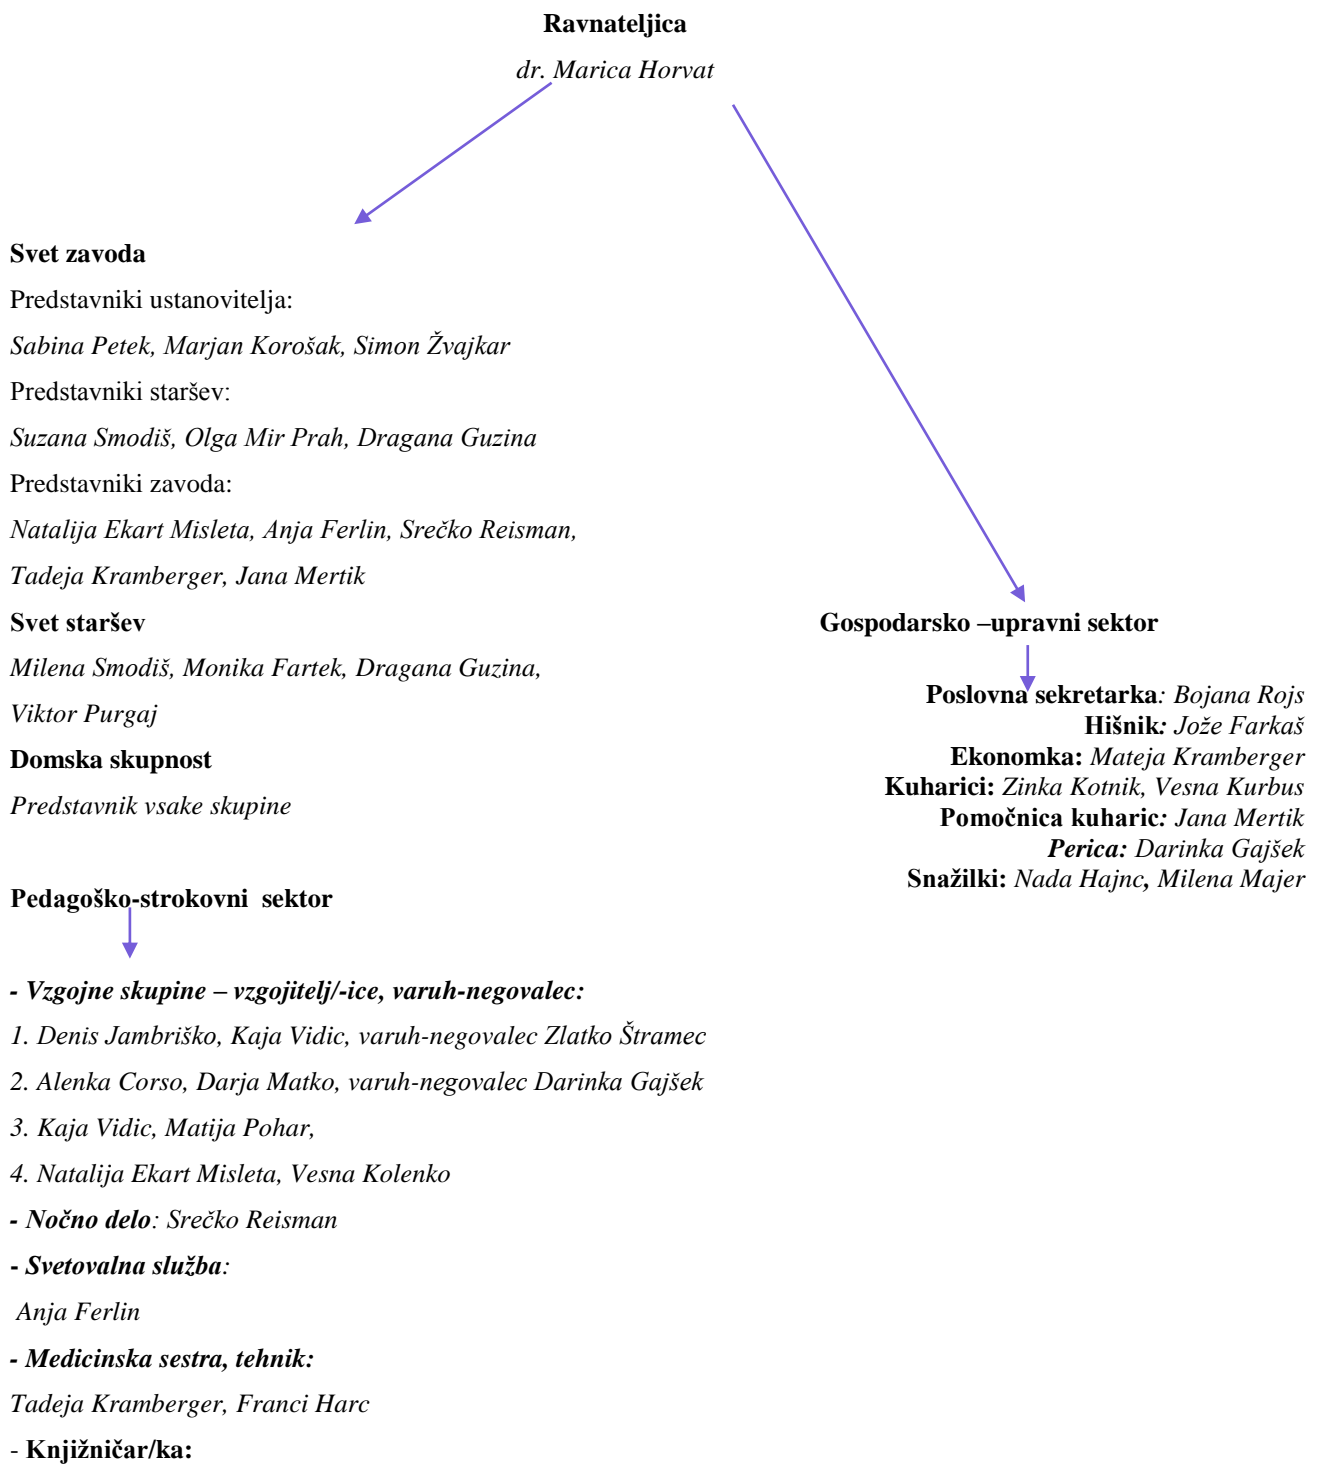 Ravnateljica
dr. Marica Horvat
Svet zavoda
Predstavniki ustanovitelja:
Sabina Petek, Marjan Korošak, Simon Žvajkar
Predstavniki staršev:
Suzana Smodiš, Olga Mir Prah, Dragana Guzina
Predstavniki zavoda:
Natalija Ekart Misleta, Anja Ferlin, Srečko Reisman,
Tadeja Kramberger, Jana Mertik
Svet staršev
Milena Smodiš, Monika Fartek, Dragana Guzina,
Viktor Purgaj
Domska skupnost
Predstavnik vsake skupine
Gospodarsko –upravni sektor
Poslovna sekretarka: Bojana Rojs
Hišnik: Jože Farkaš
Ekonomka: Mateja Kramberger
Kuharici: Zinka Kotnik, Vesna Kurbus
Pomočnica kuharic: Jana Mertik
Perica: Darinka Gajšek
Snažilki: Nada Hajnc, Milena Majer
Pedagoško-strokovni sektor
- Vzgojne skupine – vzgojitelj/-ice, varuh-negovalec:
1. Denis Jambriško, Kaja Vidic, varuh-negovalec Zlatko Štramec
2. Alenka Corso, Darja Matko, varuh-negovalec Darinka Gajšek
3. Kaja Vidic, Matija Pohar,
4. Natalija Ekart Misleta, Vesna Kolenko
- Nočno delo: Srečko Reisman
- Svetovalna služba:
Anja Ferlin
- Medicinska sestra, tehnik:
Tadeja Kramberger, Franci Harc
- Knjižničar/ka: